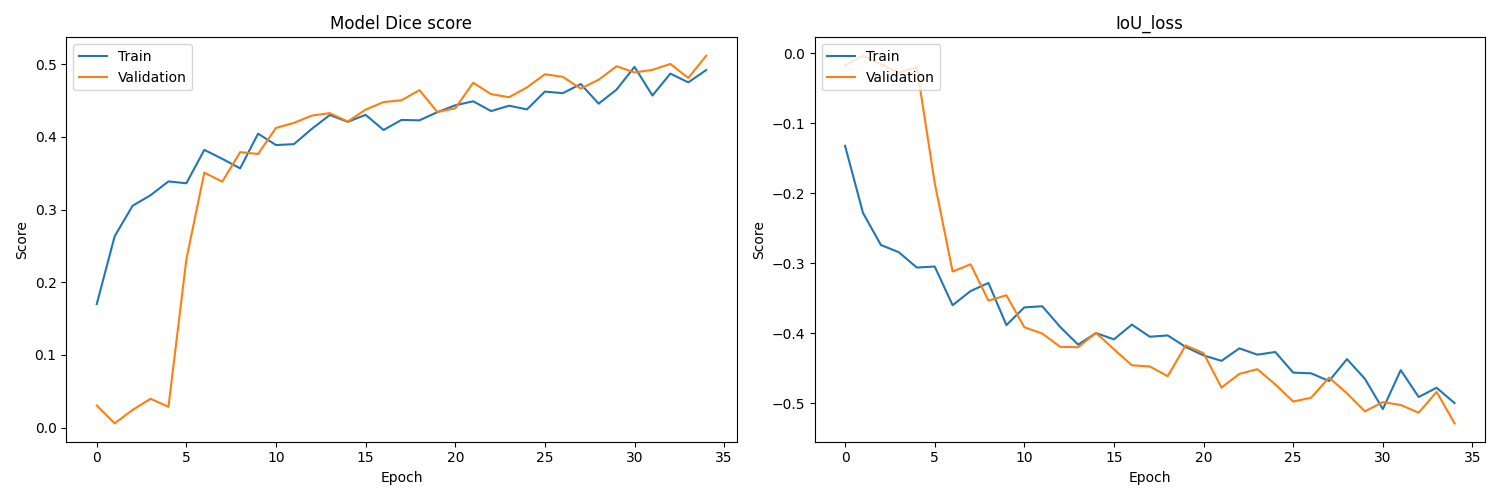 Model Dice score
Train
Validation
0.5
0.4
0.3
0.2
0.1
0.0
Score
0 5 10 15 20 25 30 35
Epoch
IoU_loss
Train
Validation
0.0
−0.1
−0.2
−0.3
−0.4
−0.5
Score
0 5 10 15 20 25 30 35
Epoch